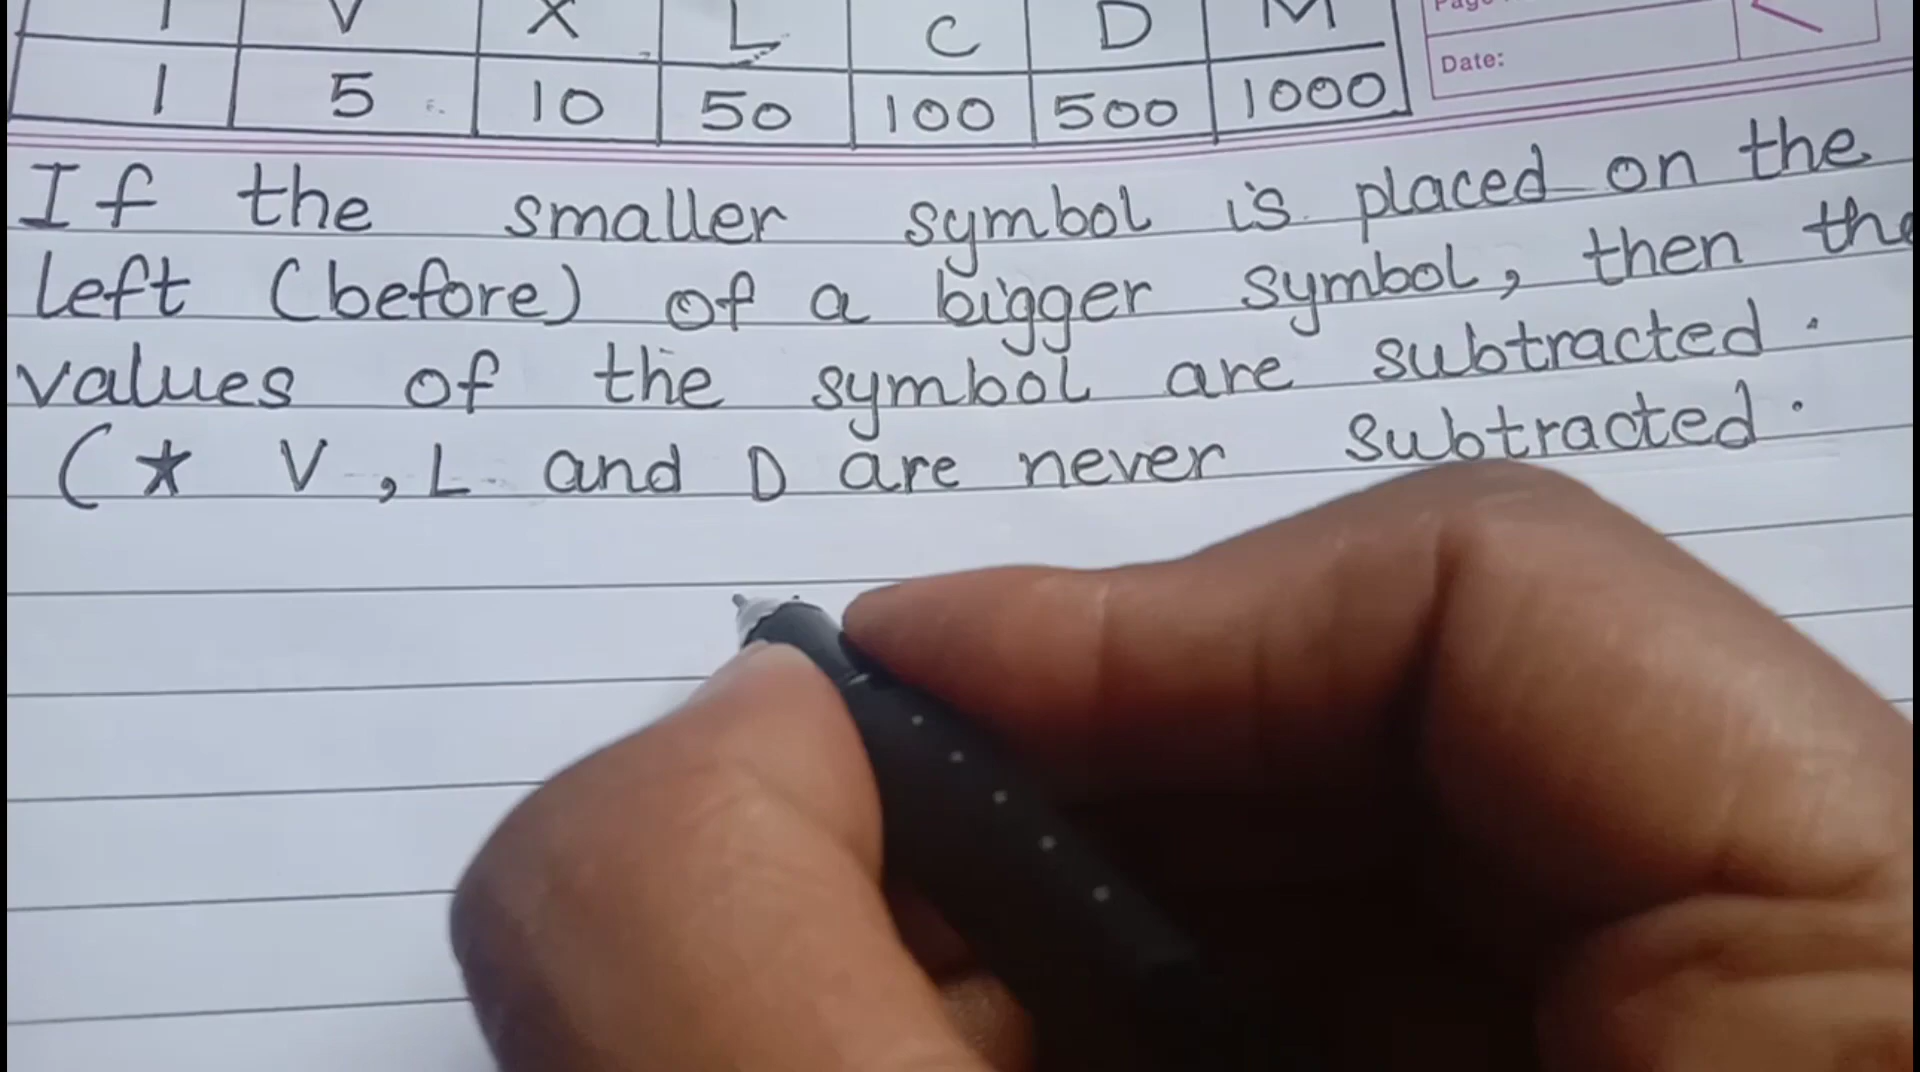 I V X L C D M
1 5 10 50 100 500 1000
Date:
If the smaller symbol is placed on the
left (before) of a bigger symbol, then the
values of the symbol are subtracted.
(★ V, L and D are never subtracted.